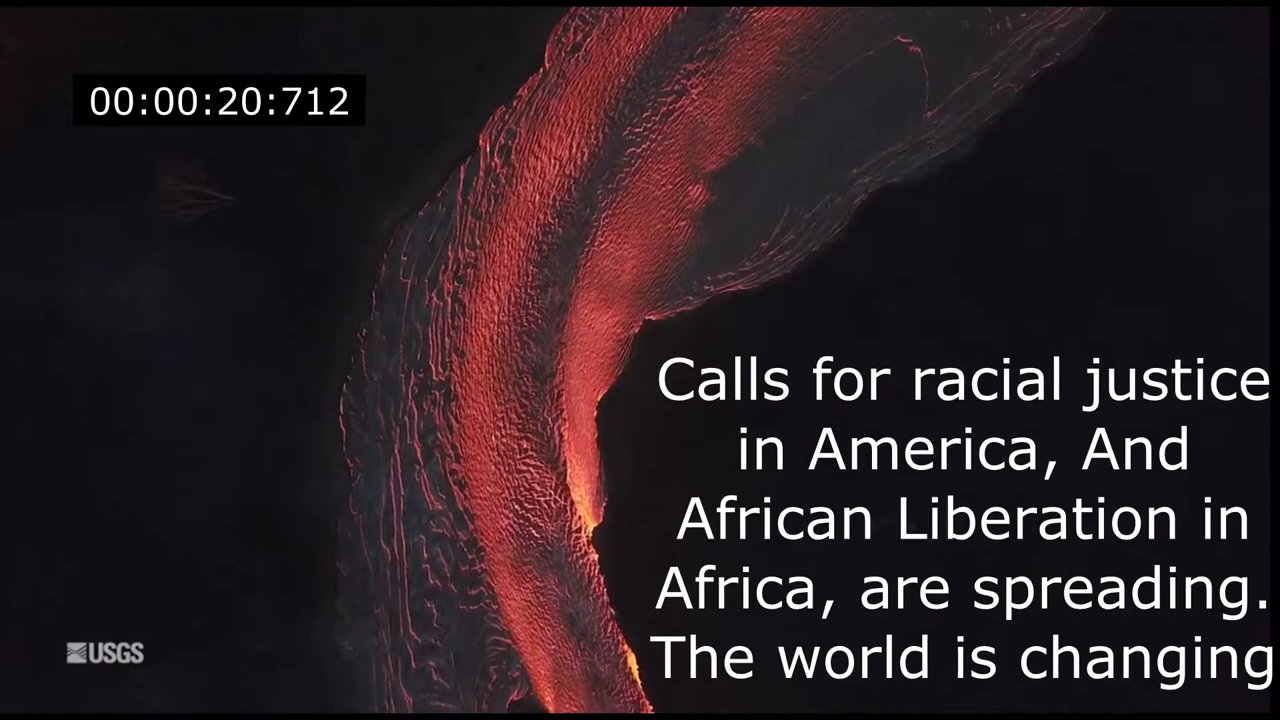 00:00:20:712
Calls for racial justice
in America, And
African Liberation in
Africa, are spreading.
The world is changing
USGS